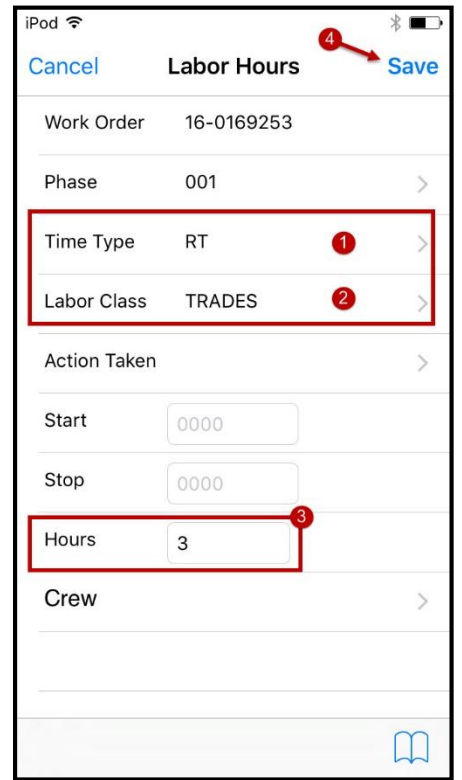 iPod
4
Cancel Labor Hours Save
Work Order 16-0169253
Phase 001
Time Type RT 1
Labor Class TRADES 2
Action Taken
Start 0000
Stop 0000
3
Hours 3
Crew